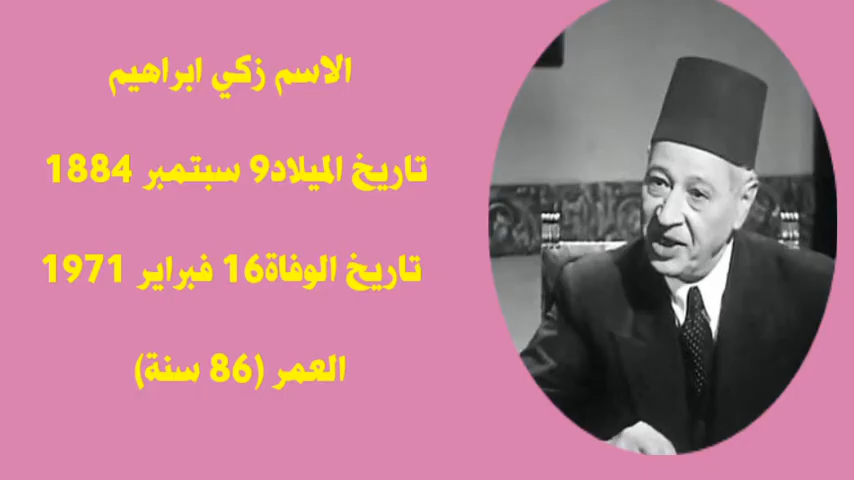 الاسم زكي ابراهيم
تاريخ الميلاد9 سبتمبر 1884
تاريخ الوفاة16 فبراير 1971
العمر (86 سنة)